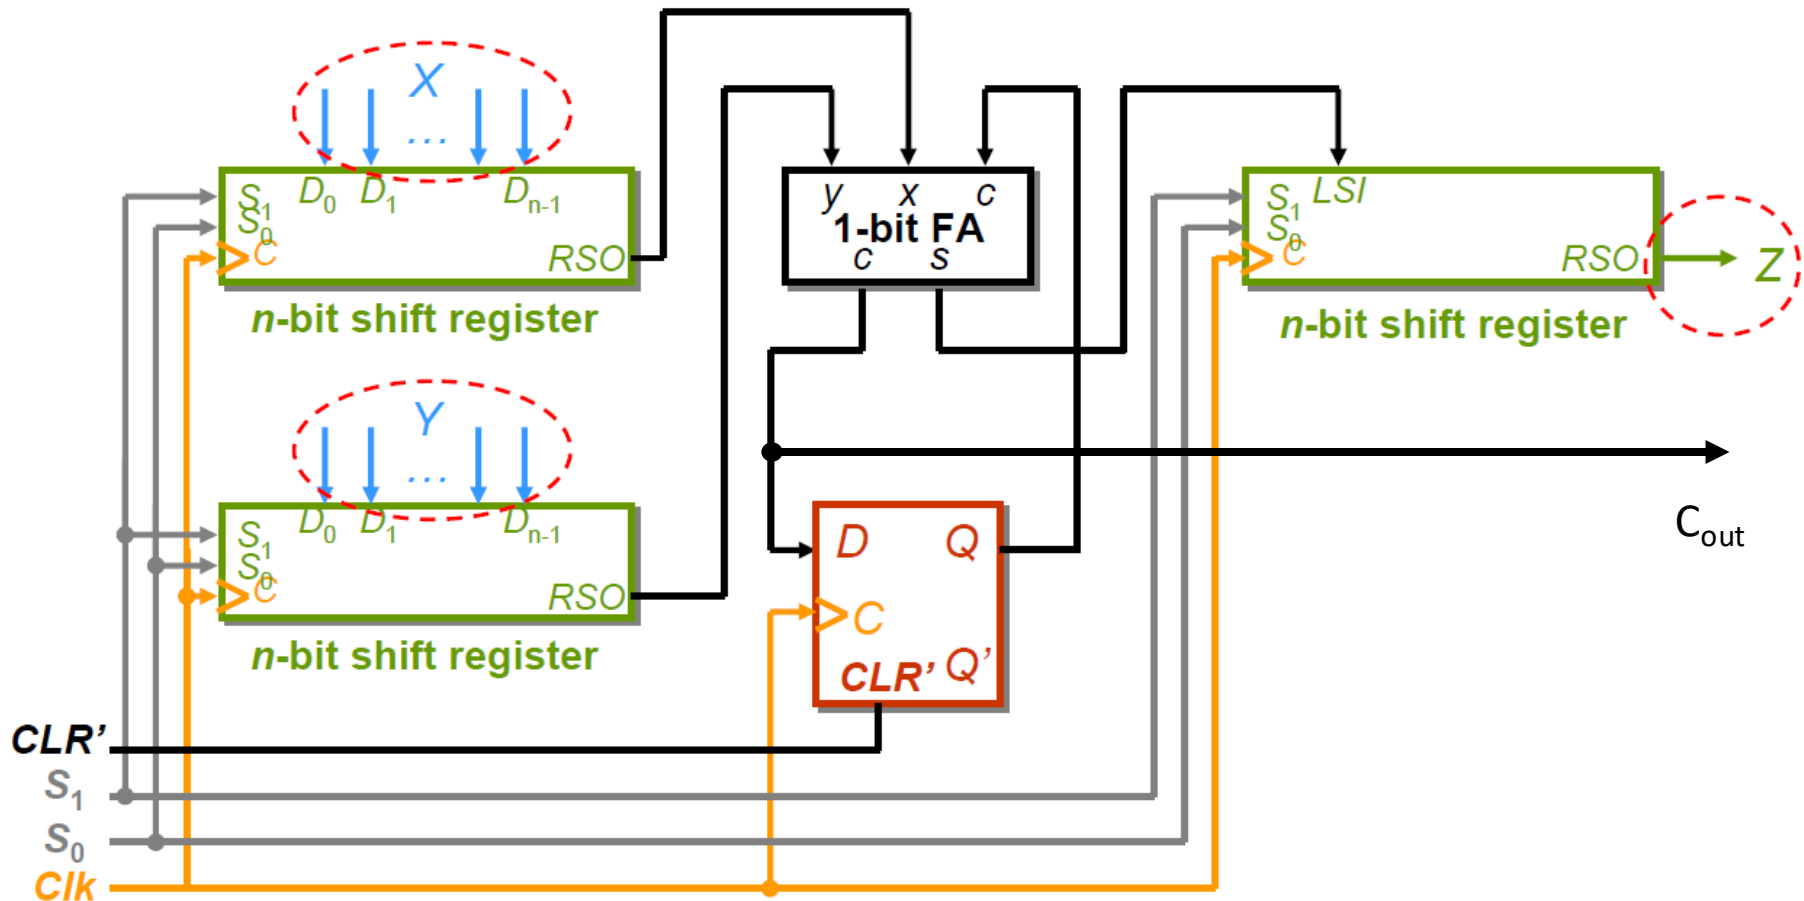 X
...
S1
S0
C
D0 D1 Dn-1
RSO
n-bit shift register
y x c
1-bit FA
c s
S1
S0
C
LSI
RSO
Z
n-bit shift register
Y
...
S1
S0
C
D0 D1 Dn-1
RSO
n-bit shift register
D Q
C
CLR’ Q’
Cout
CLR’
S1
S0
Clk